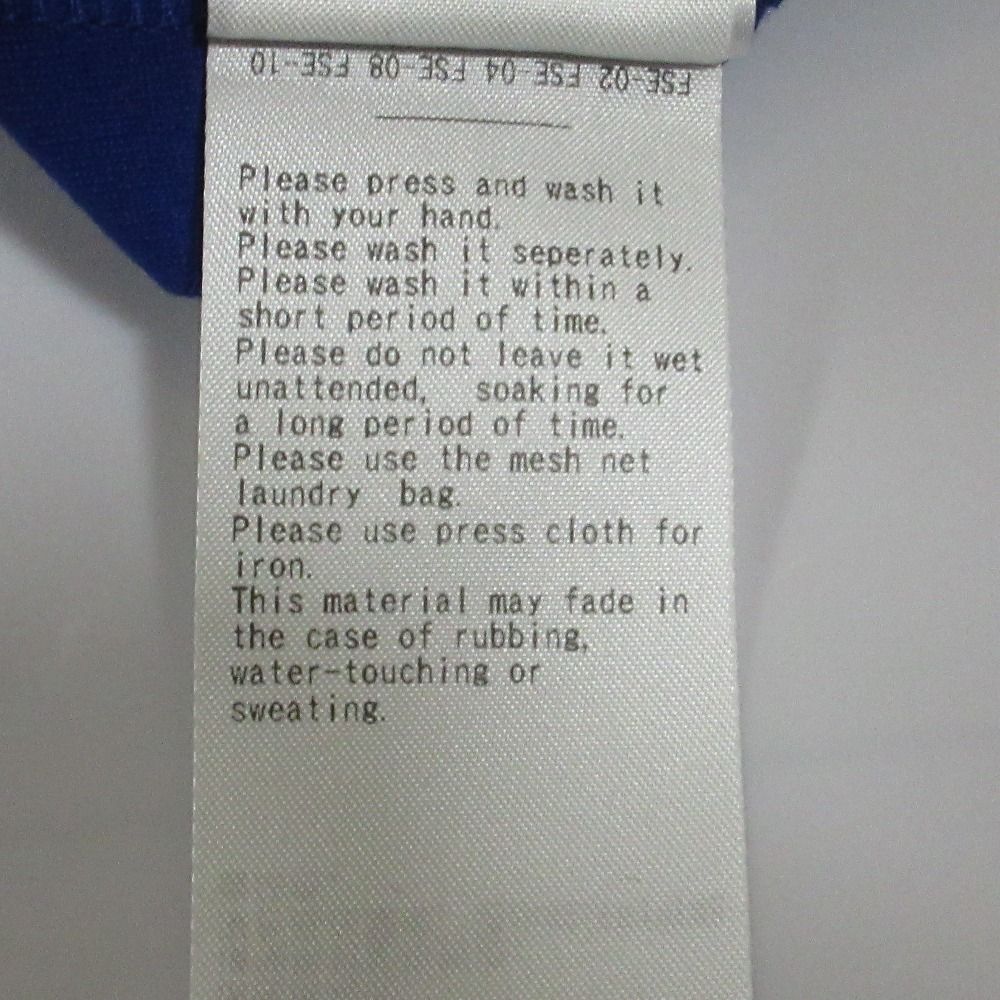 FSE-02 FSE-04 FSE-08 FSE-10
Please press and wash it
with your hand.
Please wash it seperately.
Please wash it within a
short period of time.
Please do not leave it wet
unattended, soaking for
a long period of time.
Please use the mesh net
laundry bag.
Please use press cloth for
iron.
This material may fade in
the case of rubbing,
water-touching or
sweating.